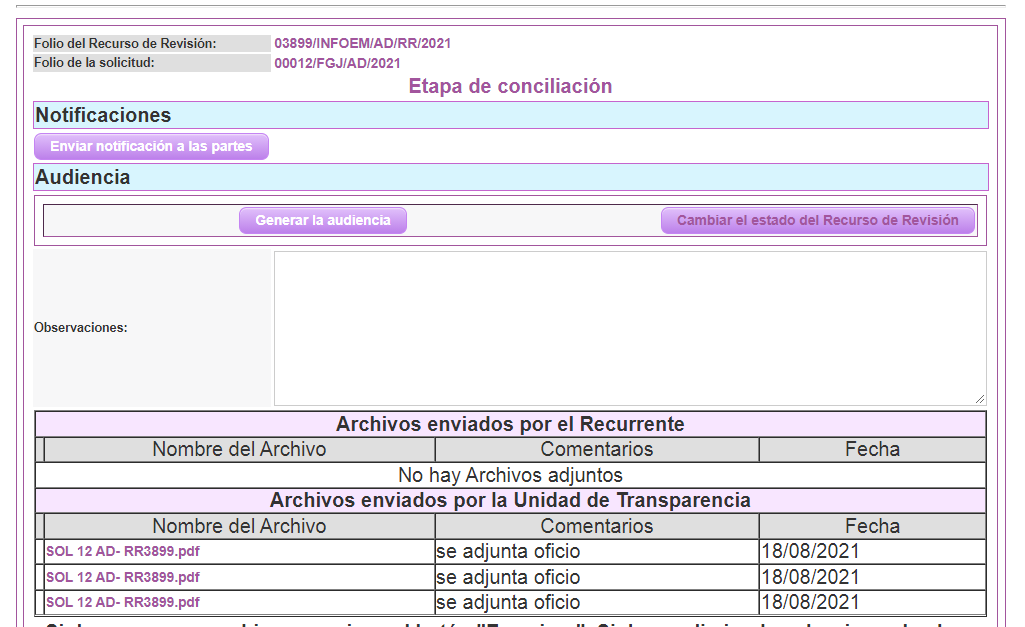 Folio del Recurso de Revisión: 03899/INFOEM/AD/RR/2021
Folio de la solicitud: 00012/FGJ/AD/2021
Etapa de conciliación
Notificaciones
Enviar notificación a las partes
Audiencia
Generar la audiencia Cambiar el estado del Recurso de Revisión
Observaciones:
Archivos enviados por el Recurrente
Nombre del Archivo Comentarios Fecha
No hay Archivos adjuntos
Archivos enviados por la Unidad de Transparencia
Nombre del Archivo Comentarios Fecha
SOL 12 AD- RR3899.pdf se adjunta oficio 18/08/2021
SOL 12 AD- RR3899.pdf se adjunta oficio 18/08/2021
SOL 12 AD- RR3899.pdf se adjunta oficio 18/08/2021